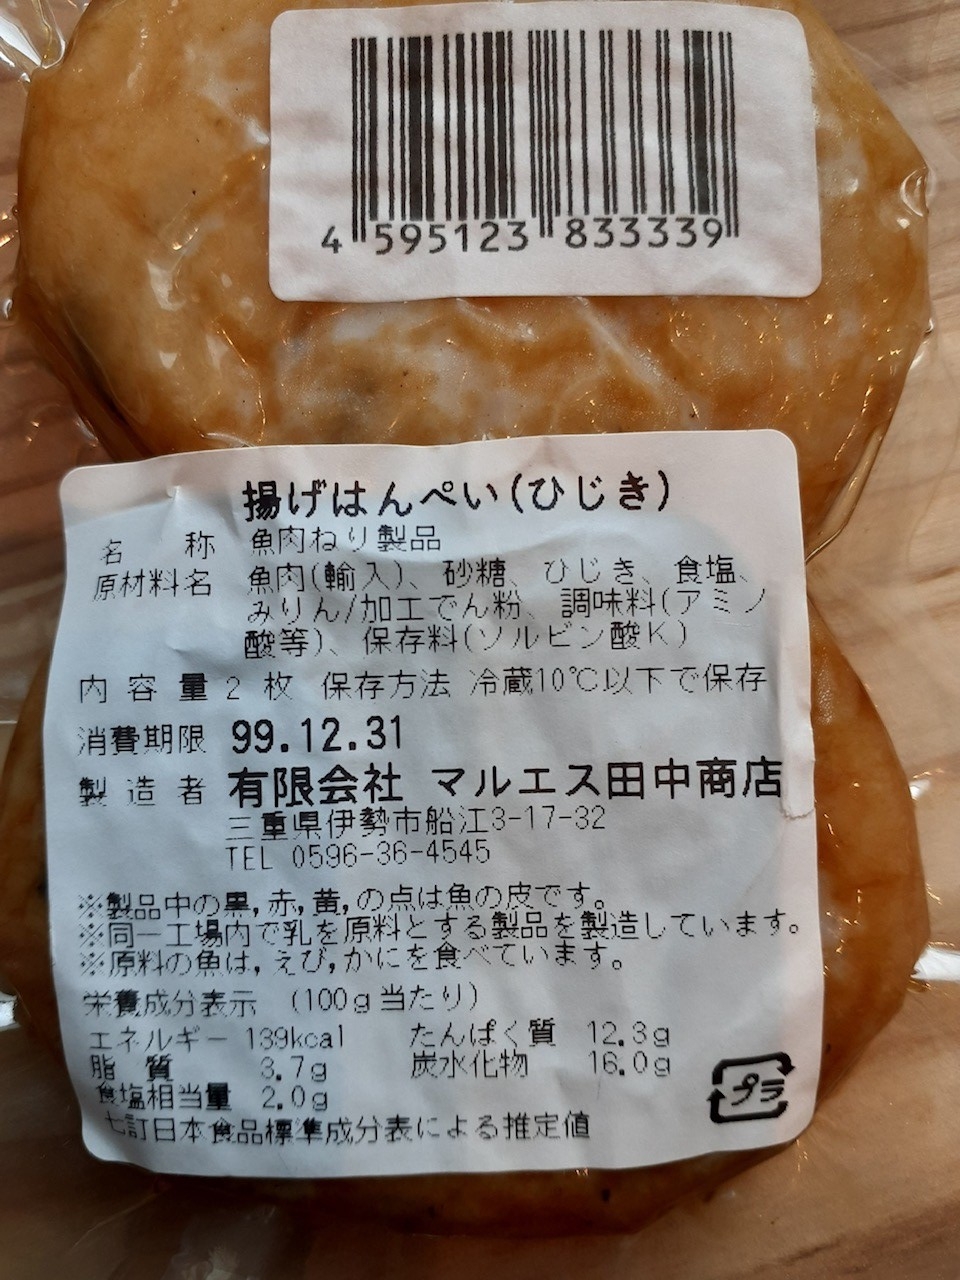 4 595123 833339
揚げはんぺい(ひじき)
名 称 魚肉ねり製品
原材料名 魚肉(輸入)、砂糖、ひじき、食塩、
みりん/加工でん粉、調味料(アミノ
酸等)、保存料(ソルビン酸K)
内容量 2枚 保存方法 冷蔵10℃以下で保存
消費期限 99.12.31
製造者 有限会社 マルエス田中商店
三重県伊勢市船江3-17-32
TEL 0596-36-4545
※製品中の黒,赤,黄,の点は魚の皮です。
※同一工場内で乳を原料とする製品を製造しています。
※原料の魚は,えび,かにを食べています。
栄養成分表示 (100g当たり)
エネルギー 139kcal たんぱく質 12.3g
脂質 3.7g 炭水化物 16.0g
食塩相当量 2.0g
七訂日本食品標準成分表による推定値
プラ